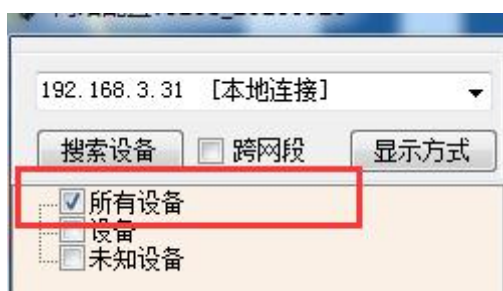 192.168.3.31 [本地连接]
搜索设备 跨网段 显示方式
所有设备
设备
未知设备